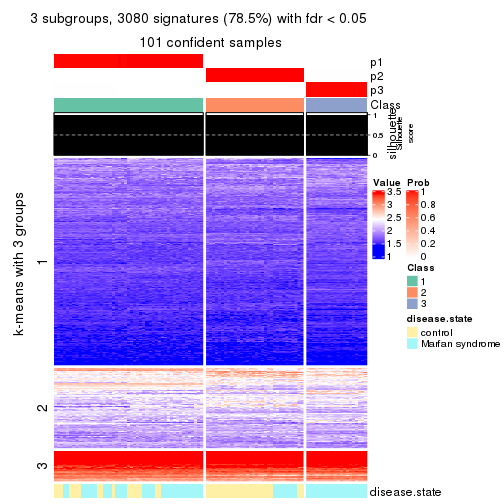 3 subgroups, 3080 signatures (78.5%) with fdr < 0.05
101 confident samples
p1
p2
p3
Class
silhouette
Silhouette
score
1
0.5
0
k-means with 3 groups
1
2
3
Value
3.5
2.5
1.5
Prob
1
0.8
0.6
0.4
0.2
0
Class
1
2
3
disease.state
control
Marfan syndrome
disease.state